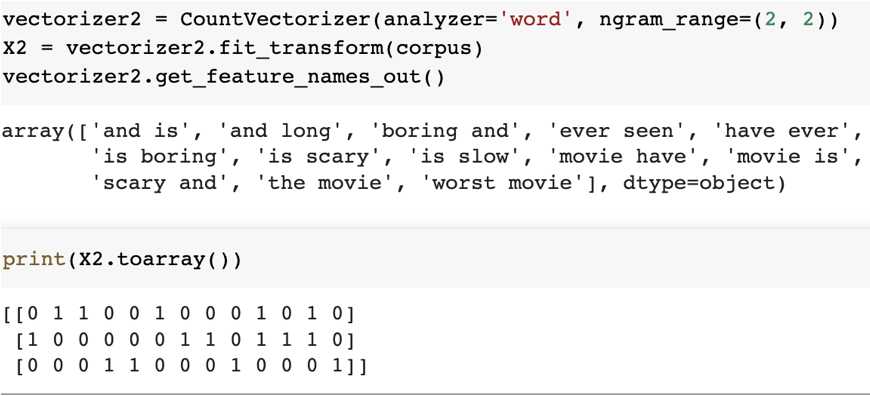 vectorizer2 = CountVectorizer(analyzer='word', ngram_range=(2, 2))
X2 = vectorizer2.fit_transform(corpus)
vectorizer2.get_feature_names_out()
array(['and is', 'and long', 'boring and', 'ever seen', 'have ever',
'is boring', 'is scary', 'is slow', 'movie have', 'movie is',
'scary and', 'the movie', 'worst movie'], dtype=object)
print(X2.toarray())
[[0 1 1 0 0 1 0 0 0 1 0 1 0]
[1 0 0 0 0 0 1 1 0 1 1 1 0]
[0 0 0 1 1 0 0 0 1 0 0 0 1]]